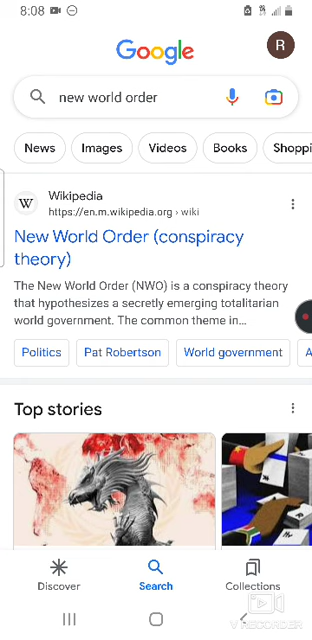 8:08
Google
R
new world order
News
Images
Videos
Books
Shoppi
W
Wikipedia
https://en.m.wikipedia.org › wiki
New World Order (conspiracy
theory)
The New World Order (NWO) is a conspiracy theory
that hypothesizes a secretly emerging totalitarian
world government. The common theme in...
Politics
Pat Robertson
World government
A
Top stories
Discover
Search
Collections
V RECORDER